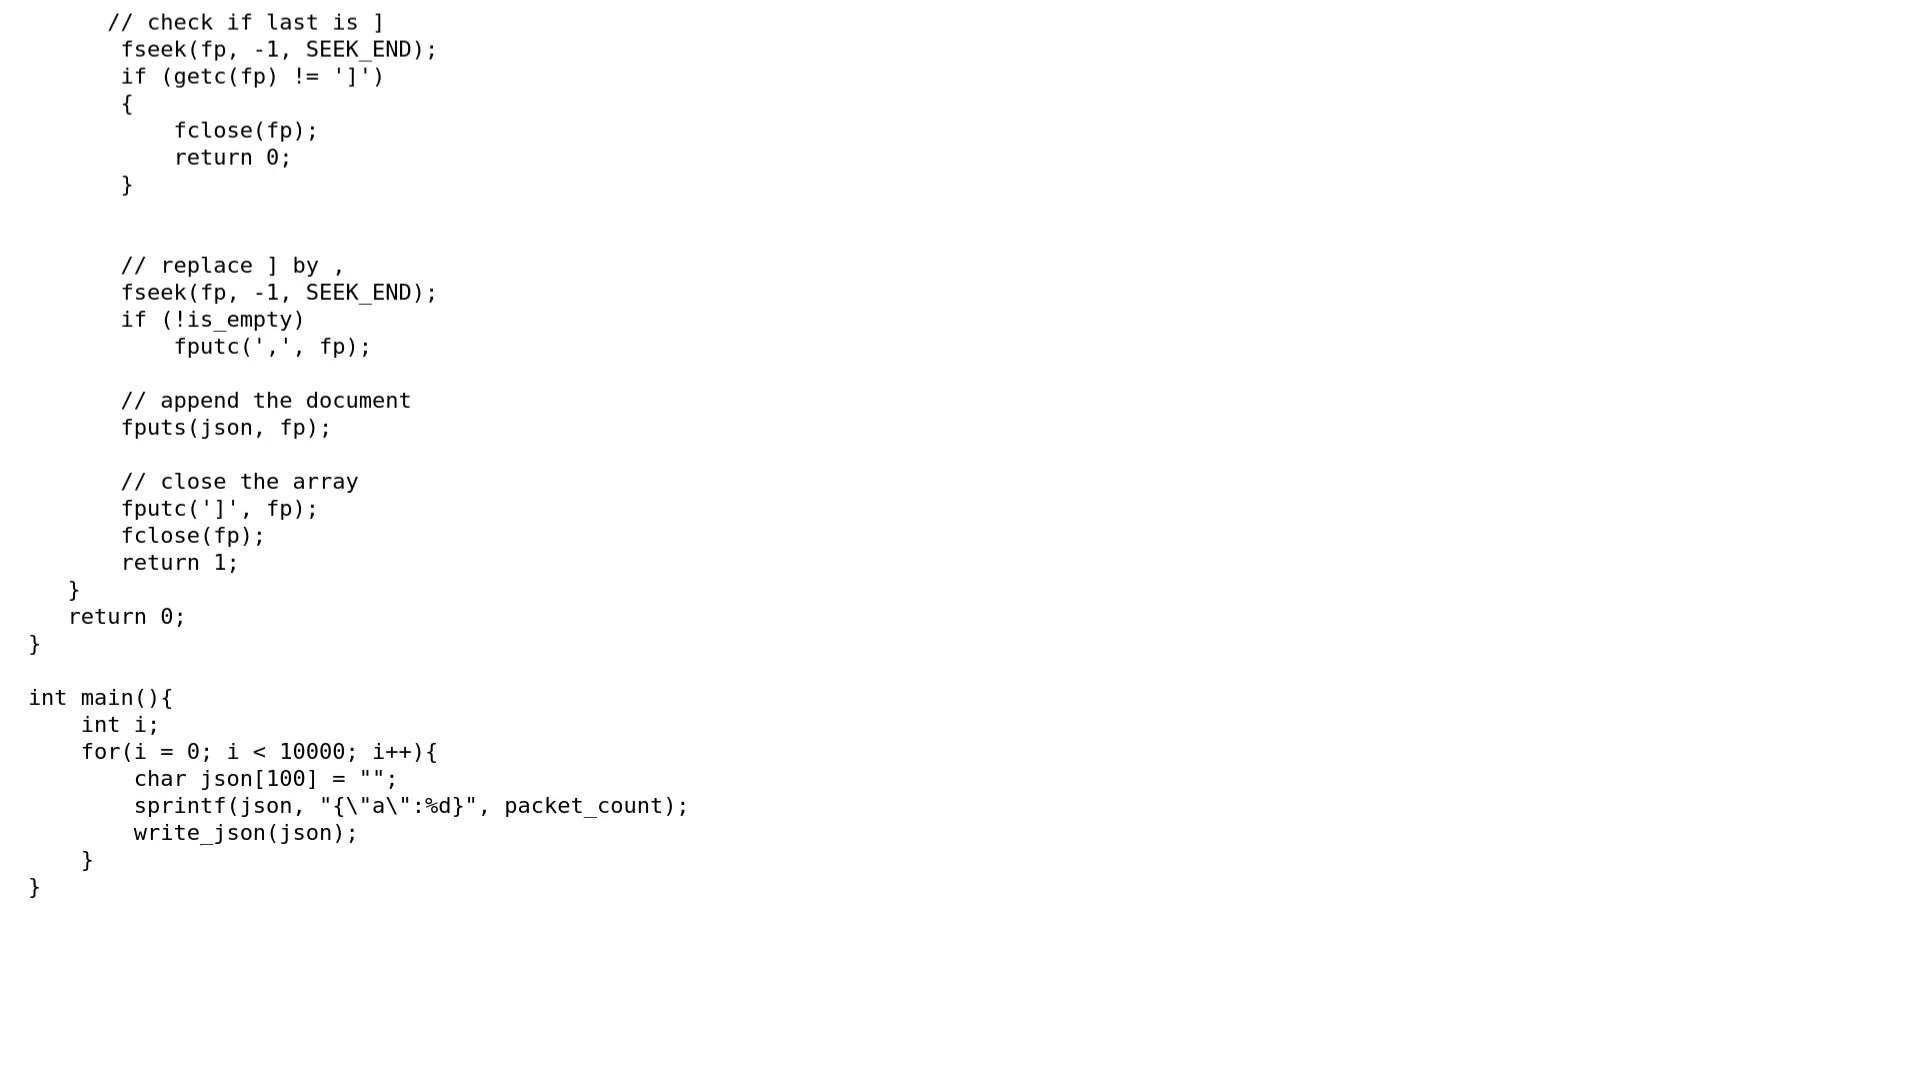 // check if last is ]
fseek(fp, -1, SEEK_END);
if (getc(fp) != ']')
{
fclose(fp);
return 0;
}
// replace ] by ,
fseek(fp, -1, SEEK_END);
if (!is_empty)
fputc(',', fp);
// append the document
fputs(json, fp);
// close the array
fputc(']', fp);
fclose(fp);
return 1;
}
return 0;
}
int main(){
int i;
for(i = 0; i < 10000; i++){
char json[100] = "";
sprintf(json, "{\"a\":%d}", packet_count);
write_json(json);
}
}